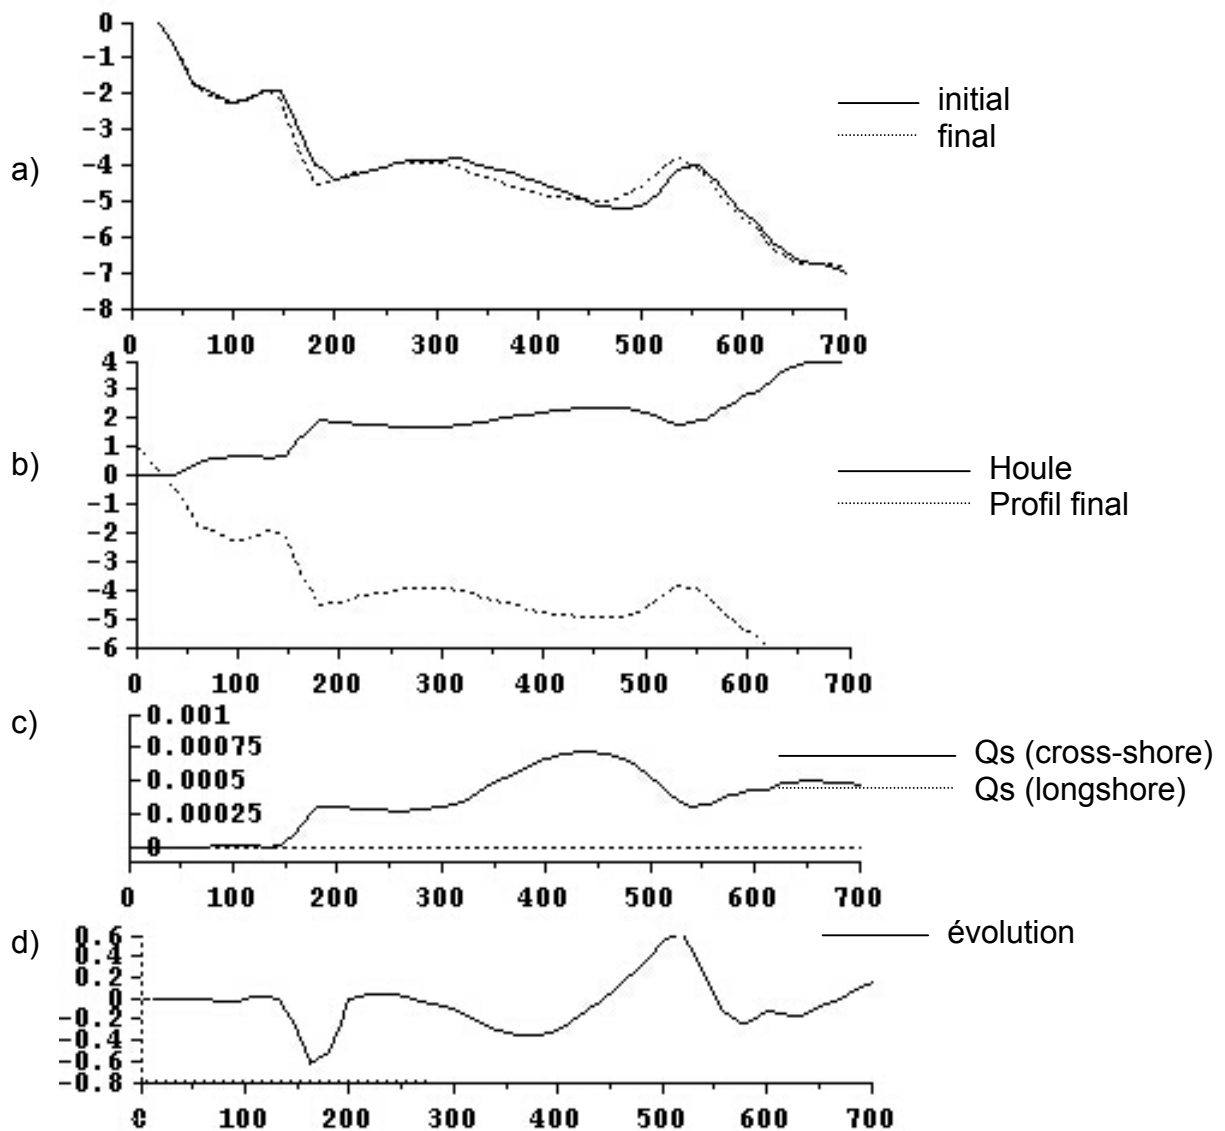 0
-1
-2
-3
-4
-5
-6
-7
-8
0 100 200 300 400 500 600 700
a)
initial
final
4
3
2
1
0
-1
-2
-3
-4
-5
-6
0 100 200 300 400 500 600 700
b)
Houle
Profil final
c)
0.001
0.00075
0.0005
0.00025
0
0 100 200 300 400 500 600 700
Qs (cross-shore)
Qs (longshore)
d)
0.6
0.4
0.2
0
-0.2
-0.4
-0.6
-0.8
0 100 200 300 400 500 600 700
évolution